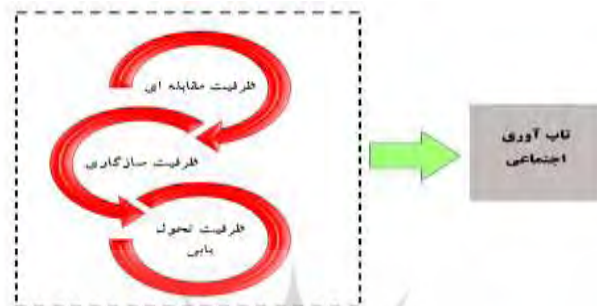 ظرفیت مقابله ای
ظرفیت سازگاری
ظرفیت تحول
یابی
تاب آوری
اجتماعی